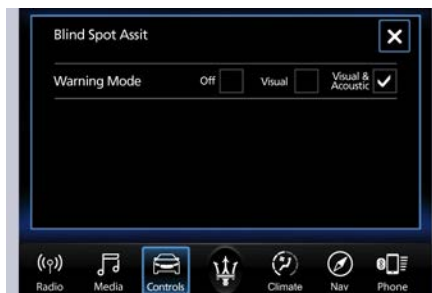 Blind Spot Assit
Warning Mode Off Visual Visual &
Acoustic
Radio Media Controls Climate Nav Phone